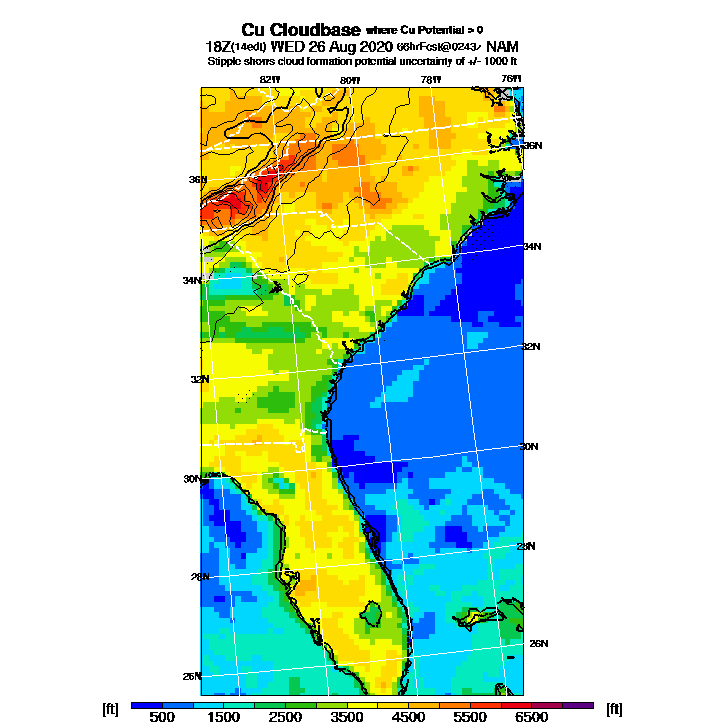 Cu Cloudbase where Cu Potential > 0
18Z(14edt) WED 26 Aug 2020 66hrFcst@0243z NAM
Stipple shows cloud formation potential uncertainty of +/- 1000 ft
82W 80W 78W 76W
36N
36N
34N
34N
32N
32N
30N
30N
28N
28N
26N
26N
[ft] 500 1500 2500 3500 4500 5500 6500 [ft]